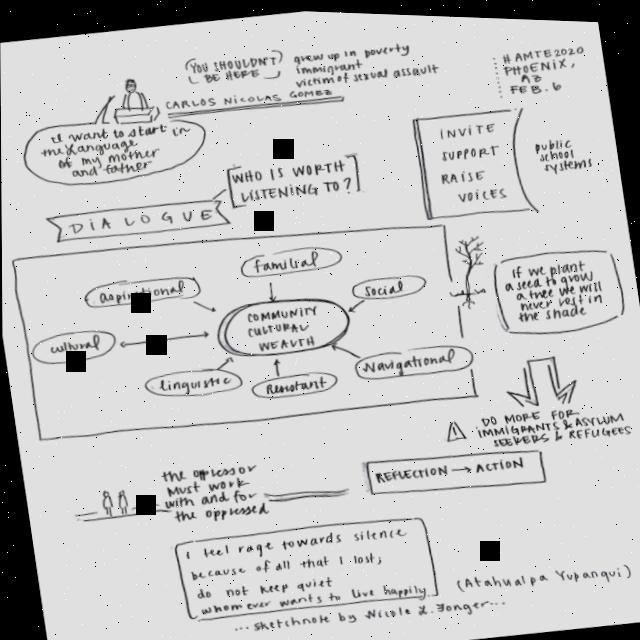 YOU SHOULDN'T
BE HERE
grew up in poverty
immigrant
victim of sexual assault
#AMTE2020
PHOENIX,
AZ
FEB. 6
CARLOS NICOLAS GOMEZ
I want to start in
the language
of my mother
and father
WHO IS WORTH
LISTENING TO?
INVITE
SUPPORT
RAISE
VOICES
public
school
systems
DIALOGUE
familial
aspirational
social
COMMUNITY
CULTURAL
WEALTH
cultural
linguistic
Resistant
Navigational
If we plant
a seed to grow
a tree we will
never rest in
the shade
! DO MORE FOR
IMMIGRANTS & ASYLUM
SEEKERS & REFUGEES
REFLECTION → ACTION
the oppressor
must work
with and for
the oppressed
I feel rage towards silence
because of all that I lost;
do not keep quiet
whomever wants to live happily
(Atahualpa Yupanqui)
...sketchnote by Nicole L. Fonger...